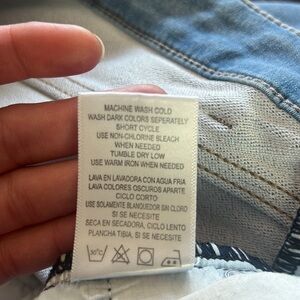 MACHINE WASH COLD
WASH DARK COLORS SEPERATELY
SHORT CYCLE
USE NON-CHLORINE BLEACH
WHEN NEEDED
TUMBLE DRY LOW
USE WARM IRON WHEN NEEDED
LAVA EN LAVADORA CON AGUA FRIA
LAVA COLORES OSCUROS APARTE
CICLO CORTO
USE SOLAMENTE BLANQUEADOR SIN CLORO
SI SE NECESITE
SECA EN SECADORA, CICLO LENTO
PLANCHA TIBIA, SI SE NECESITE
30°C